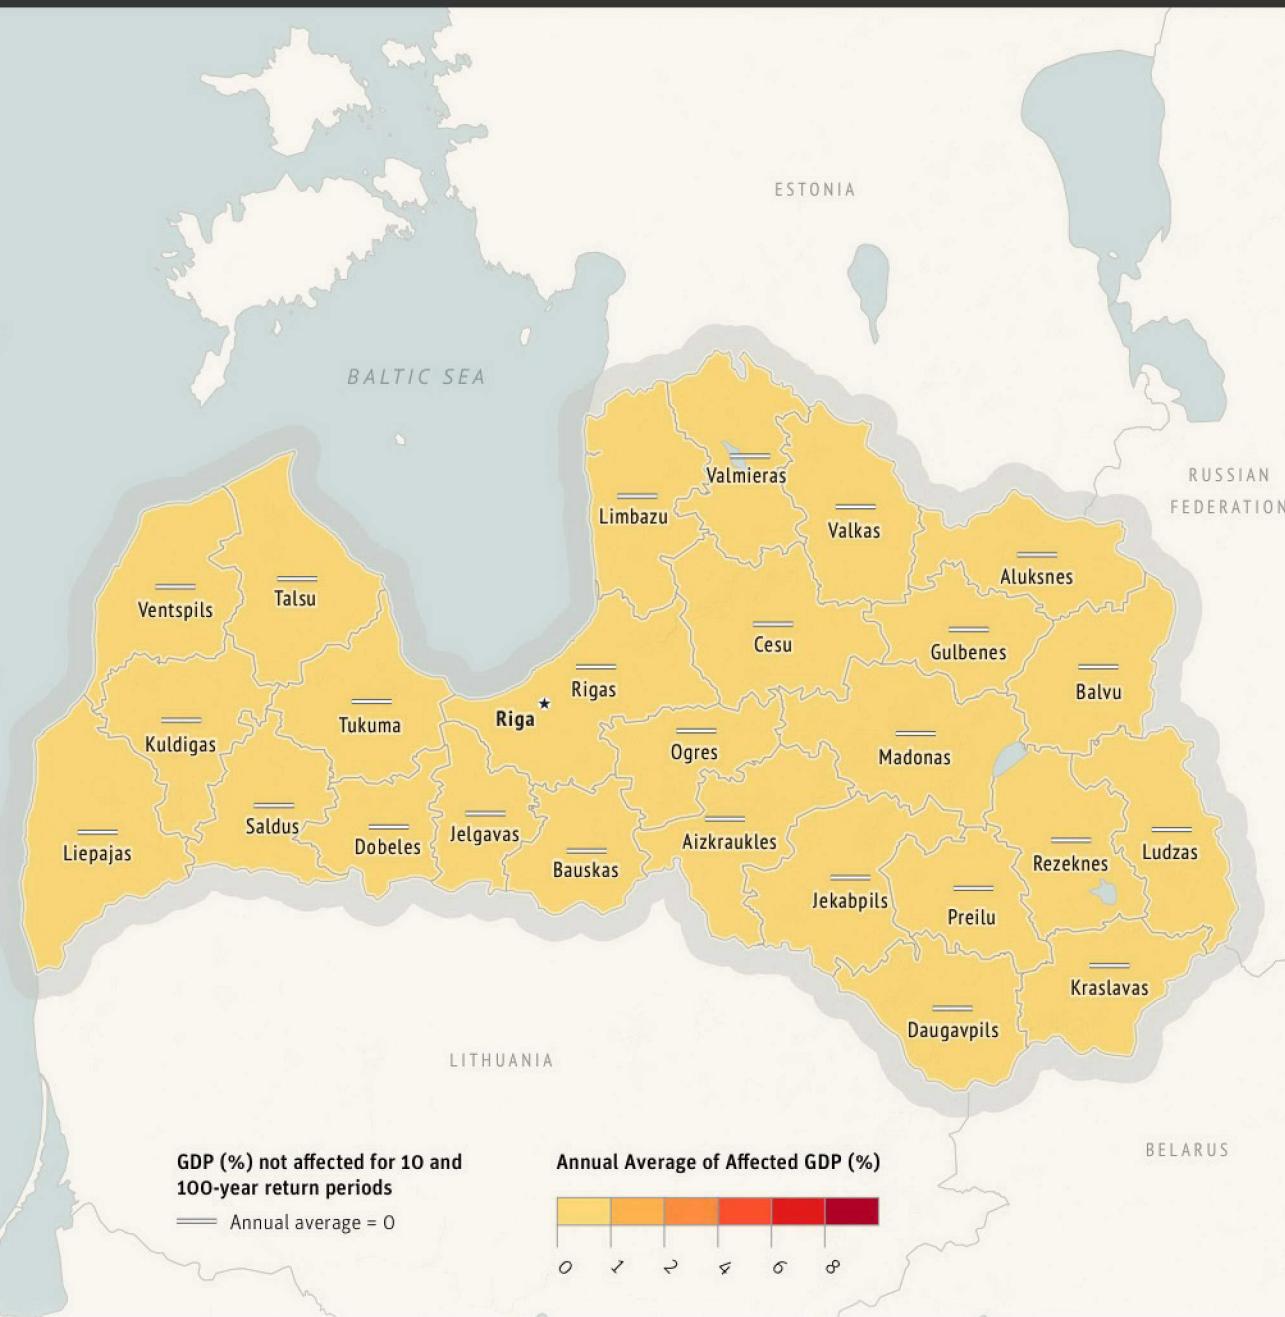 ESTONIA
BALTIC SEA
RUSSIAN
FEDERATION
Valmieras
Limbazu
Valkas
Aluksnes
Ventspils
Talsu
Cesu
Gulbenes
Balvu
Rigas
Riga
Tukuma
Kuldigas
Ogres
Madonas
Saldus
Dobeles
Jelgavas
Liepajas
Bauskas
Aizkraukles
Rezeknes
Ludzas
Jekabpils
Preilu
Kraslavas
Daugavpils
LITHUANIA
BELARUS
GDP (%) not affected for 10 and
100-year return periods
Annual average = 0
Annual Average of Affected GDP (%)
0 1 2 4 6 8